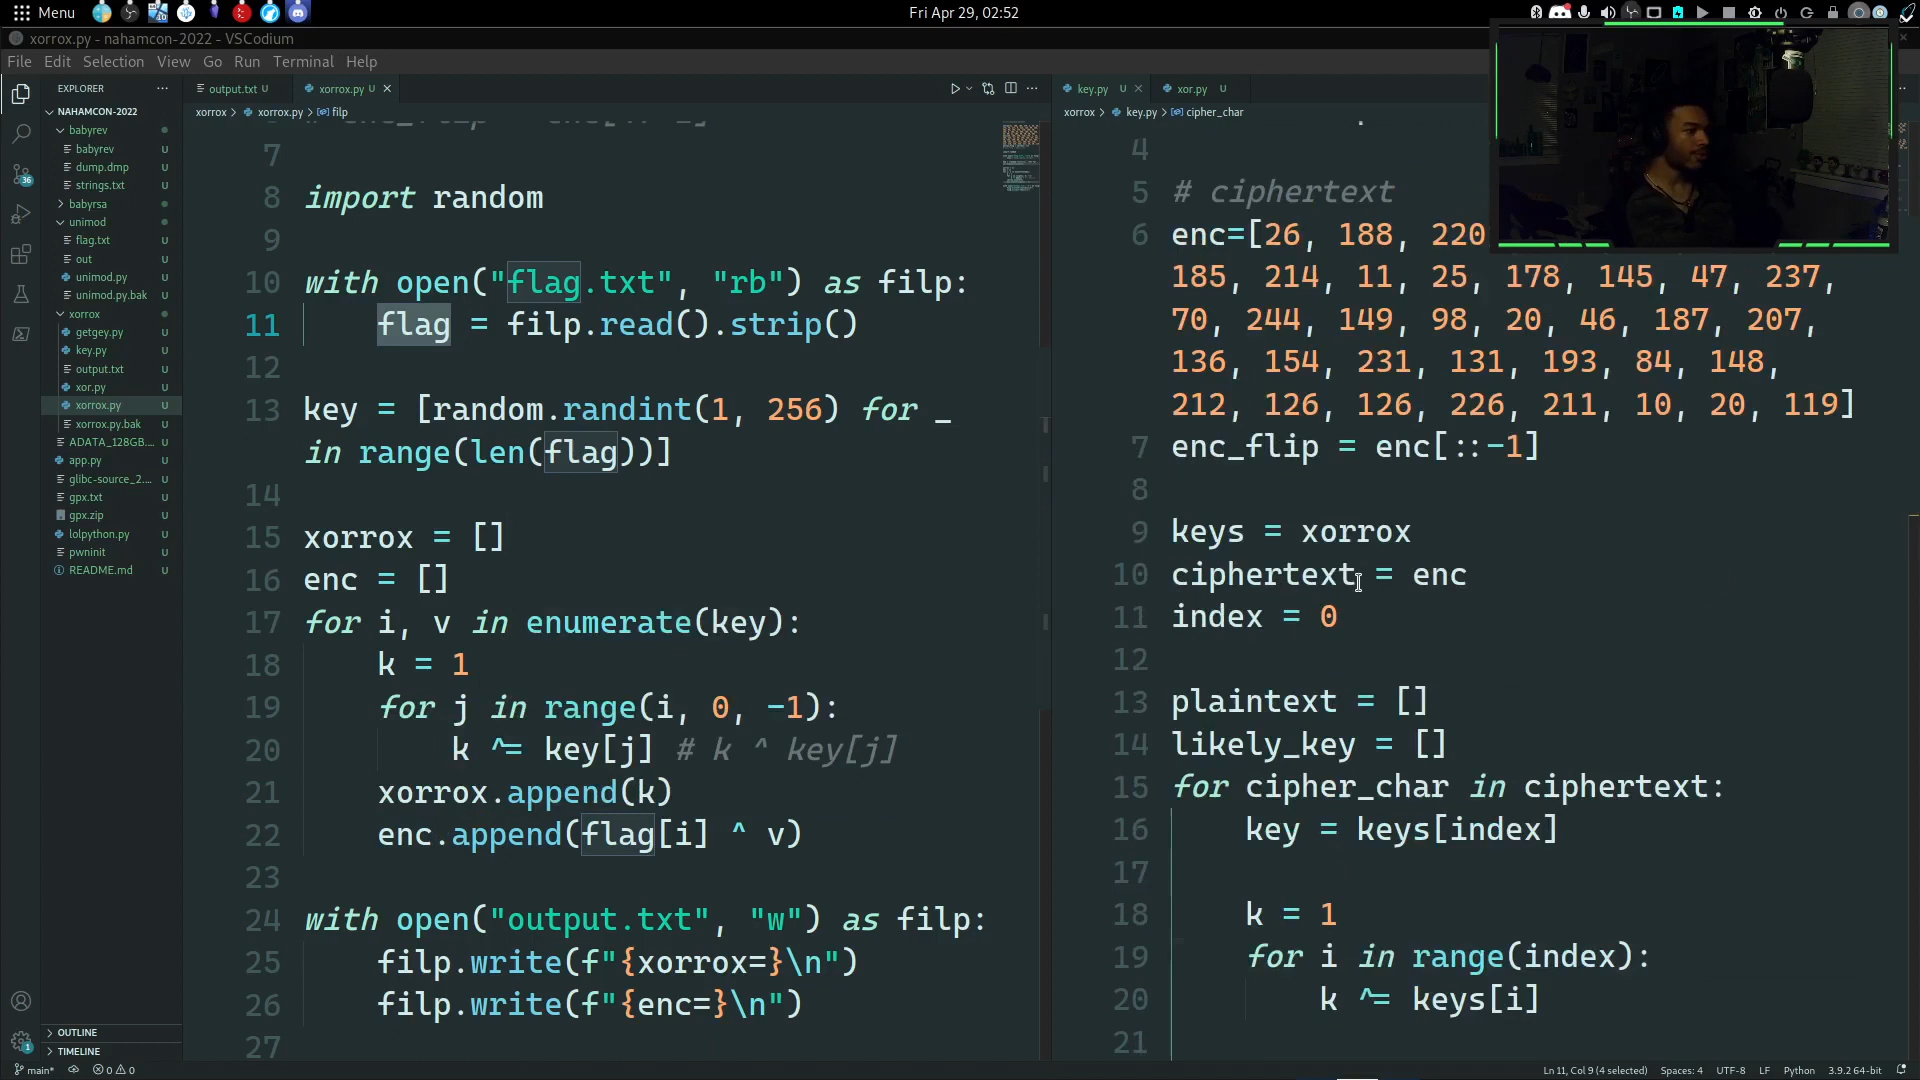 Menu
Fri Apr 29, 02:52
xorrox.py - nahamcon-2022 - VSCodium
File Edit Selection View Go Run Terminal Help
EXPLORER
NAHAMCON-2022
babyrev
babyrev U
dump.dmp U
strings.txt U
babyrsa
unimod
flag.txt U
out U
unimod.py U
unimod.py.bak U
xorrox
getgey.py U
key.py U
output.txt U
xor.py U
xorrox.py U
xorrox.py.bak U
ADATA_128GB.... U
app.py U
glibc-source_2.... U
gpx.txt U
gpx.zip U
lolpython.py U
pwninit U
README.md U
OUTLINE
TIMELINE
36
1
output.txt U
xorrox.py U
xorrox > xorrox.py > filp
7
8 import random
9
10 with open("flag.txt", "rb") as filp:
11 flag = filp.read().strip()
12
13 key = [random.randint(1, 256) for _
in range(len(flag))]
14
15 xorrox = []
16 enc = []
17 for i, v in enumerate(key):
18 k = 1
19 for j in range(i, 0, -1):
20 k ^= key[j] # k ^ key[j]
21 xorrox.append(k)
22 enc.append(flag[i] ^ v)
23
24 with open("output.txt", "w") as filp:
25 filp.write(f"{xorrox=}\n")
26 filp.write(f"{enc=}\n")
27
key.py U
xor.py U
xorrox > key.py > cipher_char
4
5 # ciphertext
6 enc=[26, 188, 220
185, 214, 11, 25, 178, 145, 47, 237,
70, 244, 149, 98, 20, 46, 187, 207,
136, 154, 231, 131, 193, 84, 148,
212, 126, 126, 226, 211, 10, 20, 119]
7 enc_flip = enc[::-1]
8
9 keys = xorrox
10 ciphertext = enc
11 index = 0
12
13 plaintext = []
14 likely_key = []
15 for cipher_char in ciphertext:
16 key = keys[index]
17
18 k = 1
19 for i in range(index):
20 k ^= keys[i]
21
main* 0 0
Ln 11, Col 9 (4 selected) Spaces: 4 UTF-8 LF Python 3.9.2 64-bit